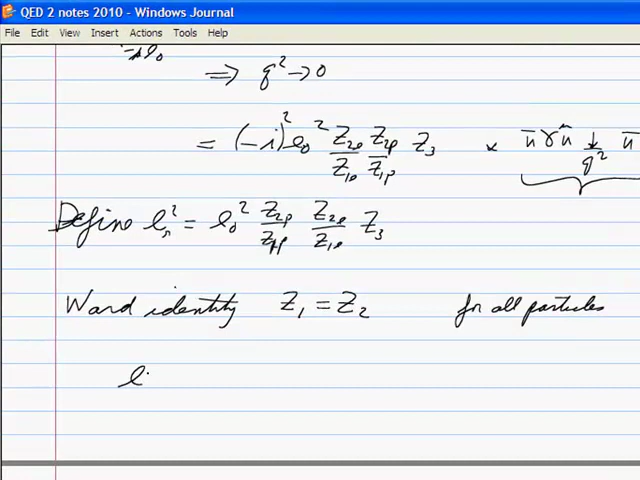 QED 2 notes 2010 - Windows Journal
File Edit View Insert Actions Tools Help
⟹ q² → 0
= (-i)² e₀² Z₂ₑ/Z₁ₑ Z₂ₚ/Z₁ₚ Z₃ × ū γᵘ u 1/q² ū
Define eᵣ² = e₀² Z₂ₚ/Z₁ₚ Z₂ₑ/Z₁ₑ Z₃
Ward identity Z₁ = Z₂ for all particles
e